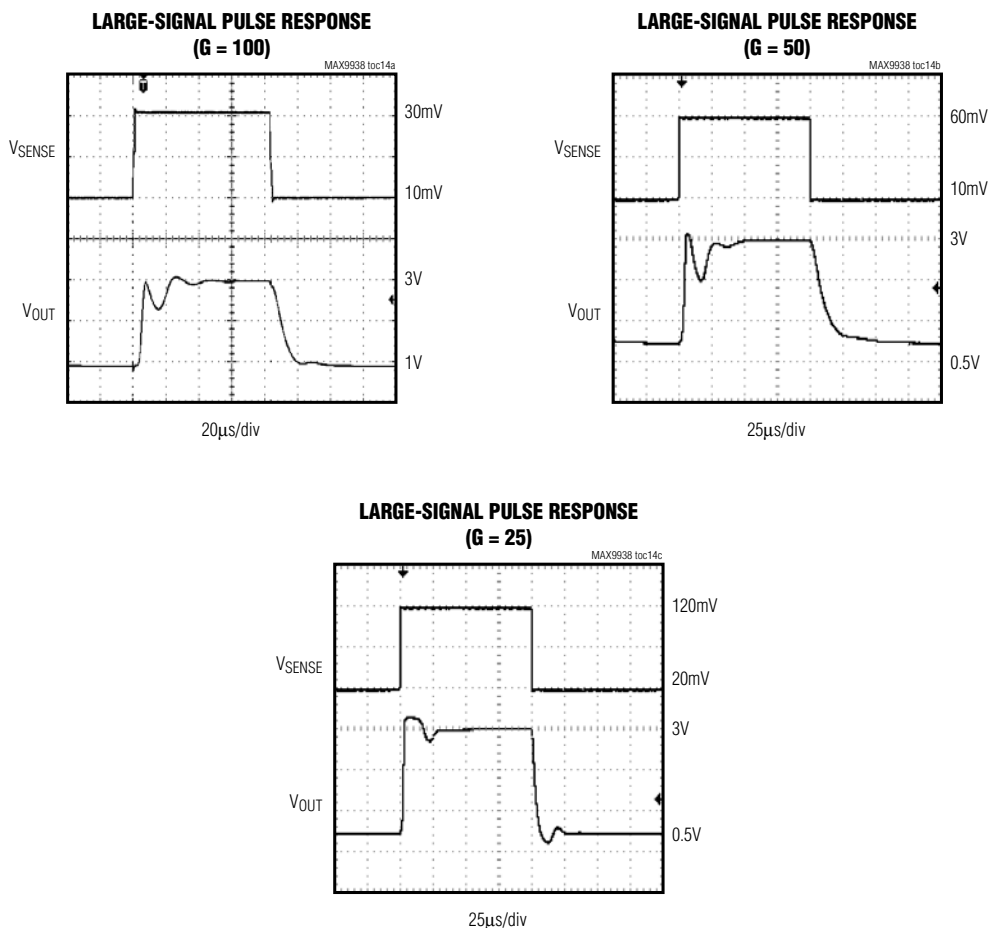 LARGE-SIGNAL PULSE RESPONSE
(G = 100)
MAX9938 toc14a
VSENSE
30mV
10mV
VOUT
3V
1V
20μs/div
LARGE-SIGNAL PULSE RESPONSE
(G = 50)
MAX9938 toc14b
VSENSE
60mV
10mV
3V
VOUT
0.5V
25μs/div
LARGE-SIGNAL PULSE RESPONSE
(G = 25)
MAX9938 toc14c
VSENSE
120mV
20mV
3V
VOUT
0.5V
25μs/div